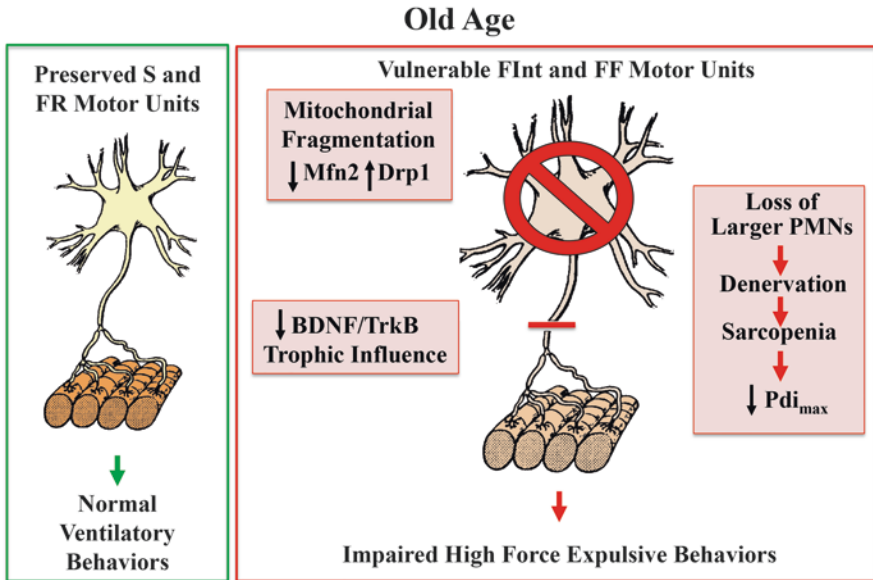 Old Age
Preserved S and
FR Motor Units
Normal
Ventilatory
Behaviors
Vulnerable FInt and FF Motor Units
Mitochondrial
Fragmentation
↓ Mfn2 ↑ Drp1
↓ BDNF/TrkB
Trophic Influence
Loss of
Larger PMNs
Denervation
Sarcopenia
↓ Pdimax
Impaired High Force Expulsive Behaviors